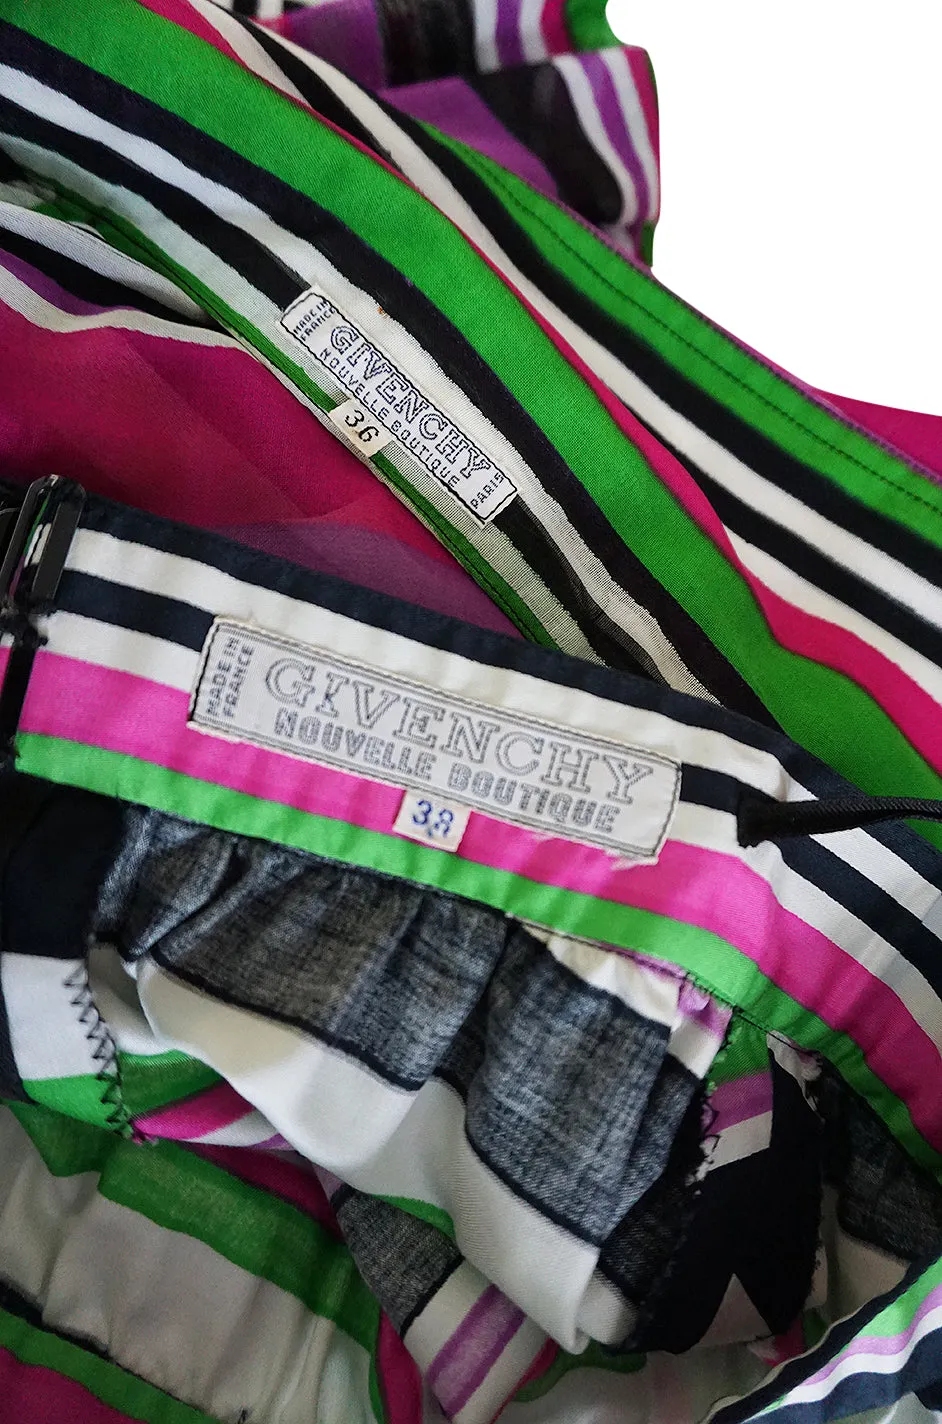 MADE IN
FRANCE
GIVENCHY
NOUVELLE BOUTIQUE
PARIS
36
MADE IN
FRANCE
GIVENCHY
NOUVELLE BOUTIQUE
38